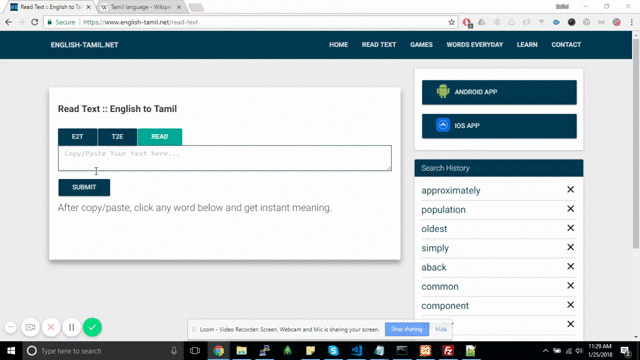 Read Text :: English to T
Tamil language - Wikipe
Secure
https://www.english-tamil.net/read-text
ENGLISH-TAMIL.NET
HOME
READ TEXT
GAMES
WORDS EVERYDAY
LEARN
CONTACT
Read Text :: English to Tamil
E2T
T2E
READ
Copy/Paste Your text here...
SUBMIT
After copy/paste, click any word below and get instant meaning.
ANDROID APP
IOS APP
Search History
approximately
population
oldest
simply
aback
common
component
Loom - Video Recorder: Screen, Webcam and Mic is sharing your screen.
Stop sharing
Hide
Type here to search
11:29 AM
1/25/2018